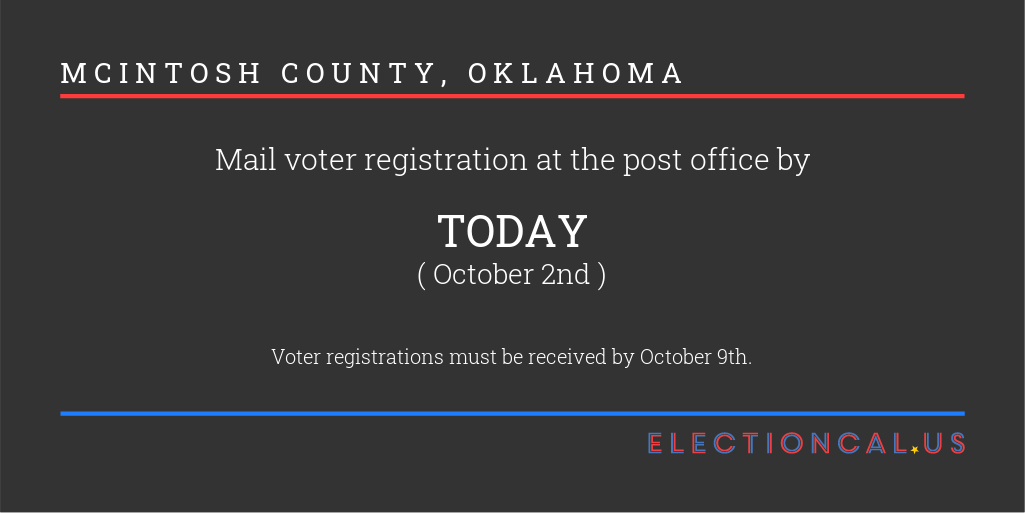 MCINTOSH COUNTY, OKLAHOMA
Mail voter registration at the post office by
TODAY
( October 2nd )
Voter registrations must be received by October 9th.
ELECTIONCAL.US